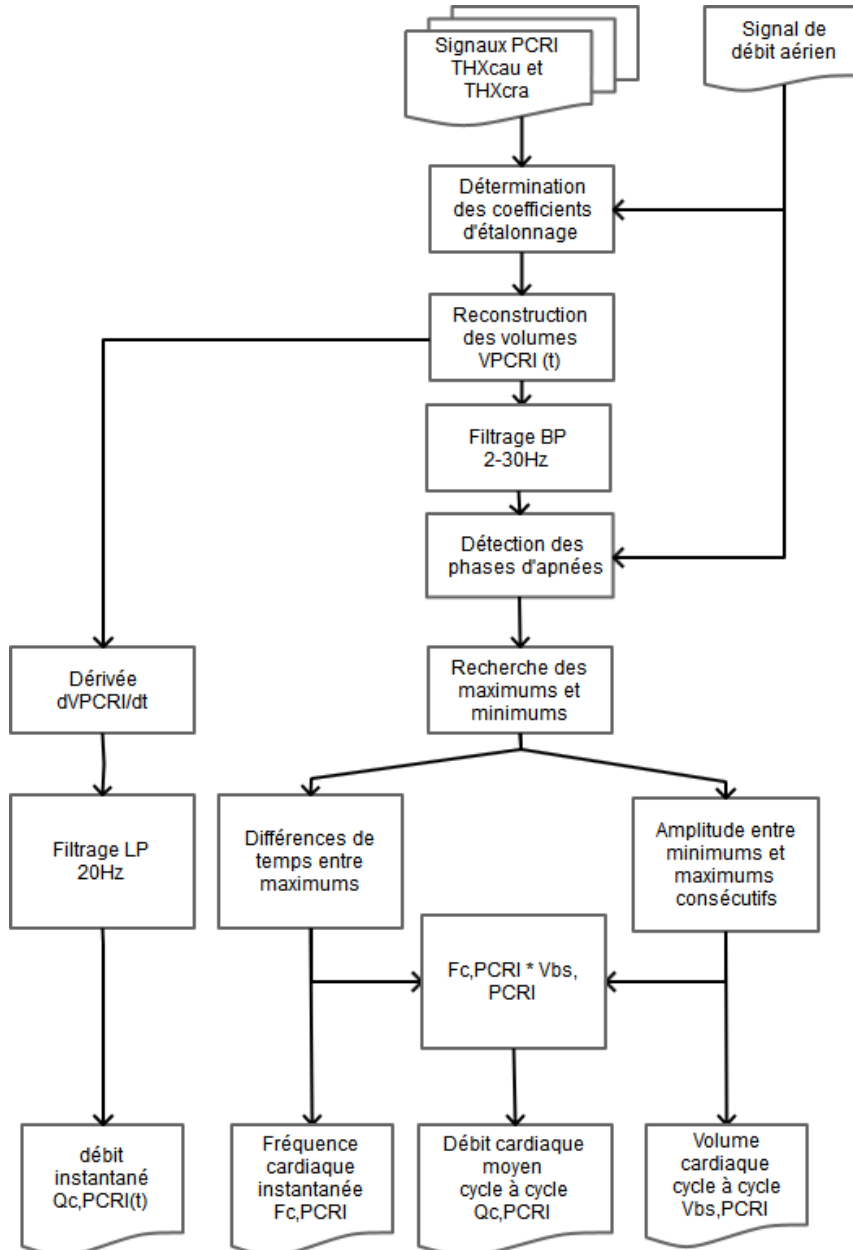 Signaux PCRI
THXcau et
THXcra
Signal de
débit aérien
Détermination
des coefficients
d'étalonnage
Reconstruction
des volumes
VPCRI (t)
Filtrage BP
2-30Hz
Détection des
phases d'apnées
Dérivée
dVPCRI/dt
Recherche des
maximums et
minimums
Filtrage LP
20Hz
Différences de
temps entre
maximums
Amplitude entre
minimums et
maximums
consécutifs
Fc,PCRI * Vbs,
PCRI
débit
instantané
Qc,PCRI(t)
Fréquence
cardiaque
instantanée
Fc,PCRI
Débit cardiaque
moyen
cycle à cycle
Qc,PCRI
Volume
cardiaque
cycle à cycle
Vbs,PCRI